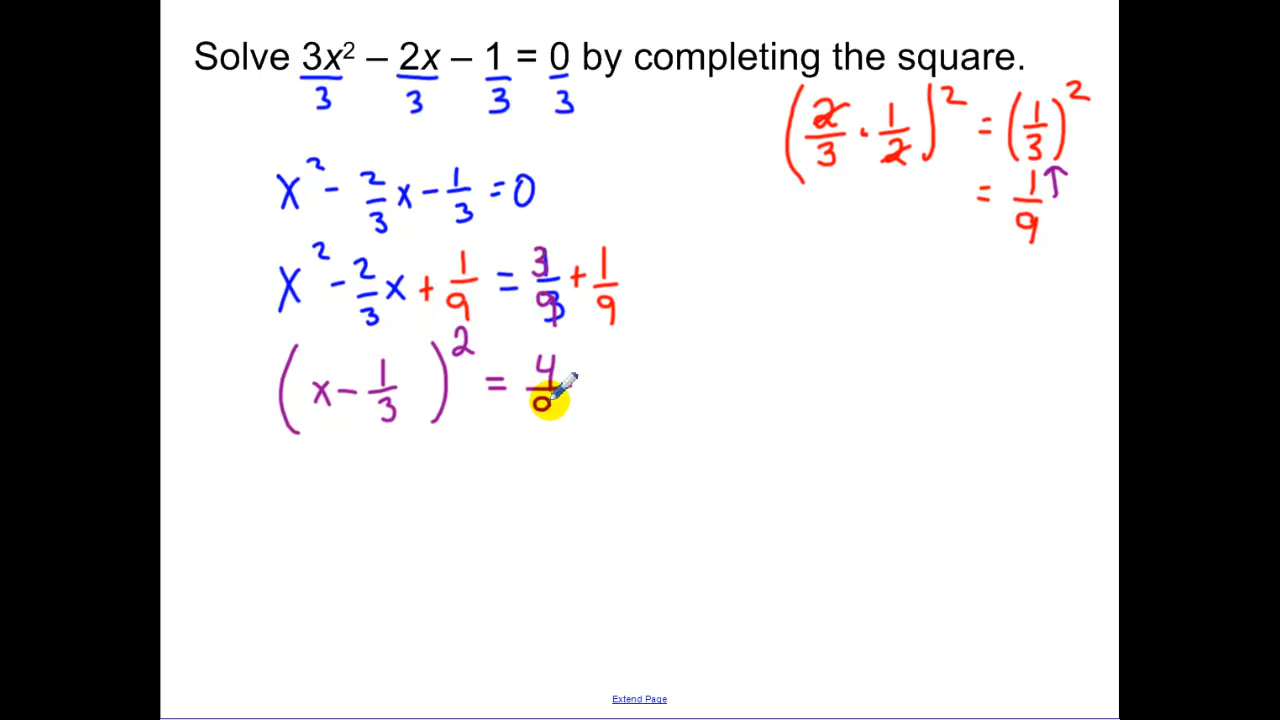 Solve 3x² – 2x – 1 = 0 by completing the square.
3 3 3 3
(2/3 · 1/2)² = (1/3)²
= 1/9 ↑
x² - 2/3 x - 1/3 = 0
x² - 2/3 x + 1/9 = 3/9 + 1/9
(x - 1/3)² = 4/
Extend Page